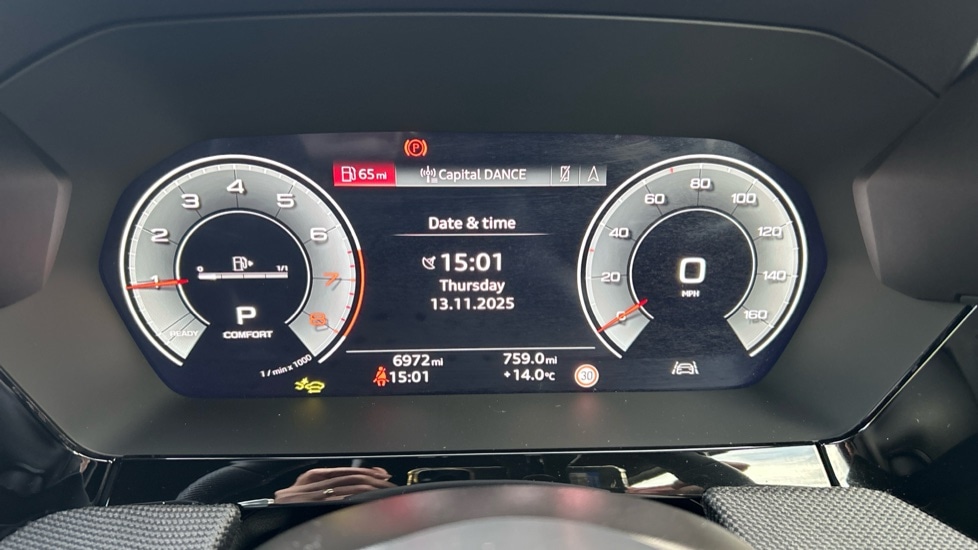 P
65 mi Capital DANCE
Date & time
15:01
Thursday
13.11.2025
6972 mi 759.0 mi
15:01 +14.0°C
30
READY 1 2 3 4 5 6 7 8
0 1/1
P
COMFORT
1 / min x 1000
0 20 40 60 80 100 120 140 160
0
MPH